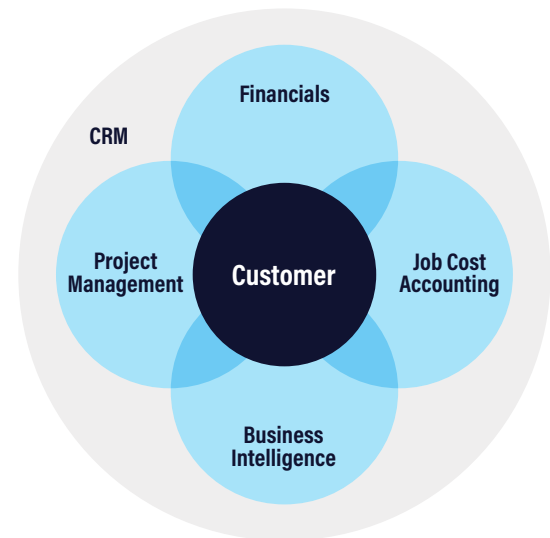 Financials
CRM
Project
Management
Customer
Job Cost
Accounting
Business
Intelligence